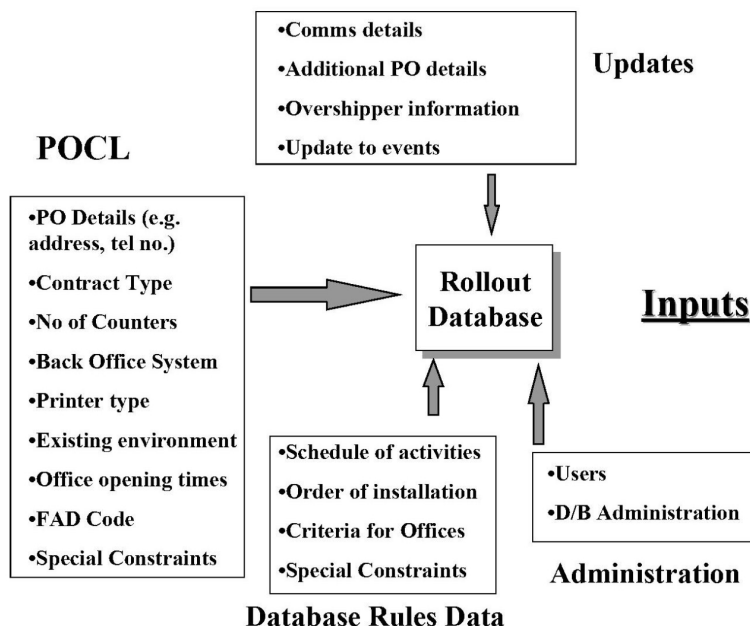 •Comms details
•Additional PO details
•Overshipper information
•Update to events
Updates
POCL
•PO Details (e.g.
address, tel no.)
•Contract Type
•No of Counters
•Back Office System
•Printer type
•Existing environment
•Office opening times
•FAD Code
•Special Constraints
Rollout
Database
Inputs
•Schedule of activities
•Order of installation
•Criteria for Offices
•Special Constraints
Database Rules Data
•Users
•D/B Administration
Administration